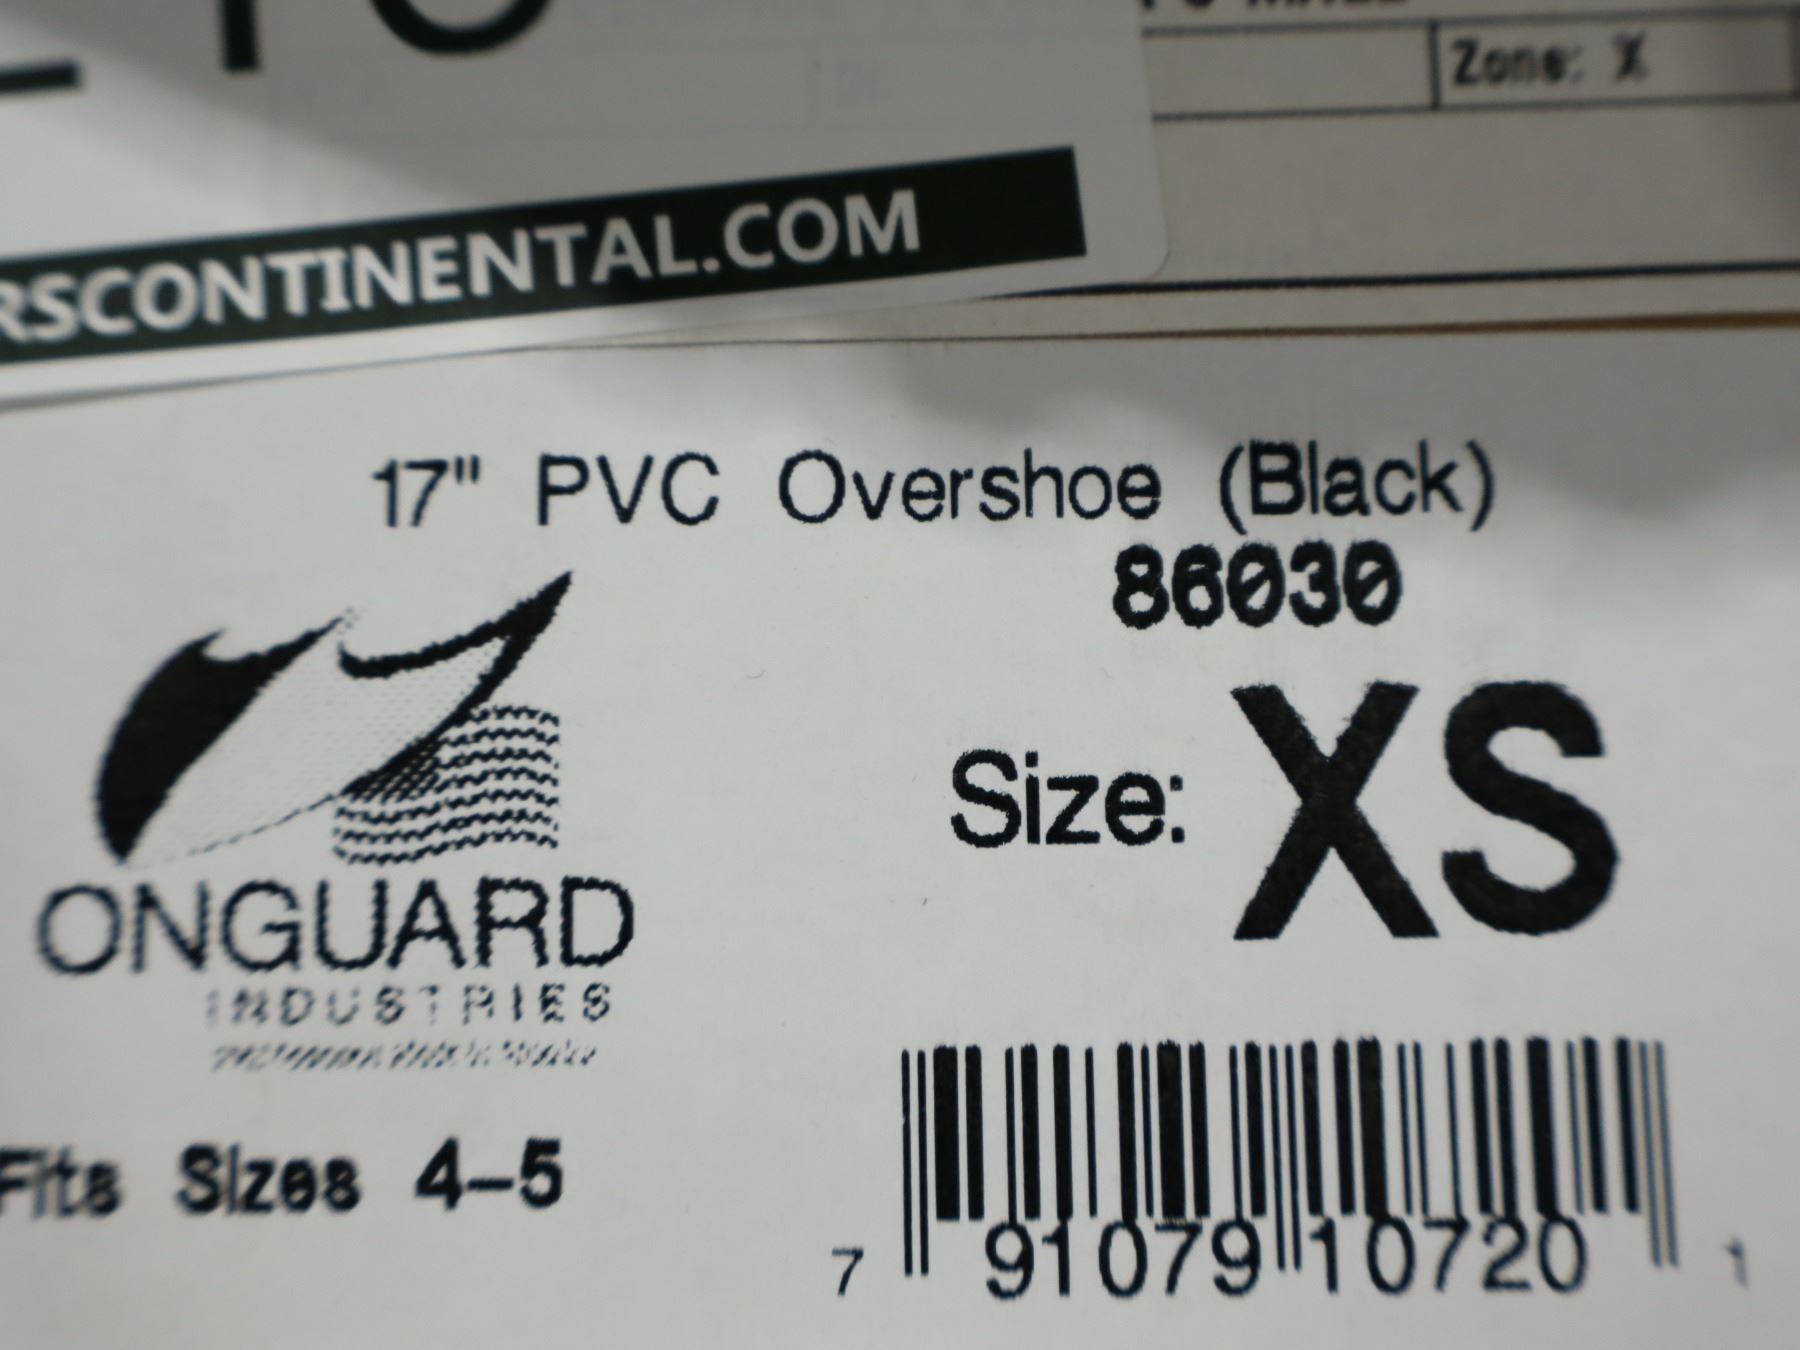 Zone: X
RSCONTINENTAL.COM
17" PVC Overshoe (Black)
86030
Size: XS
ONGUARD
INDUSTRIES
Fits Sizes 4-5
7 91079 10720 1